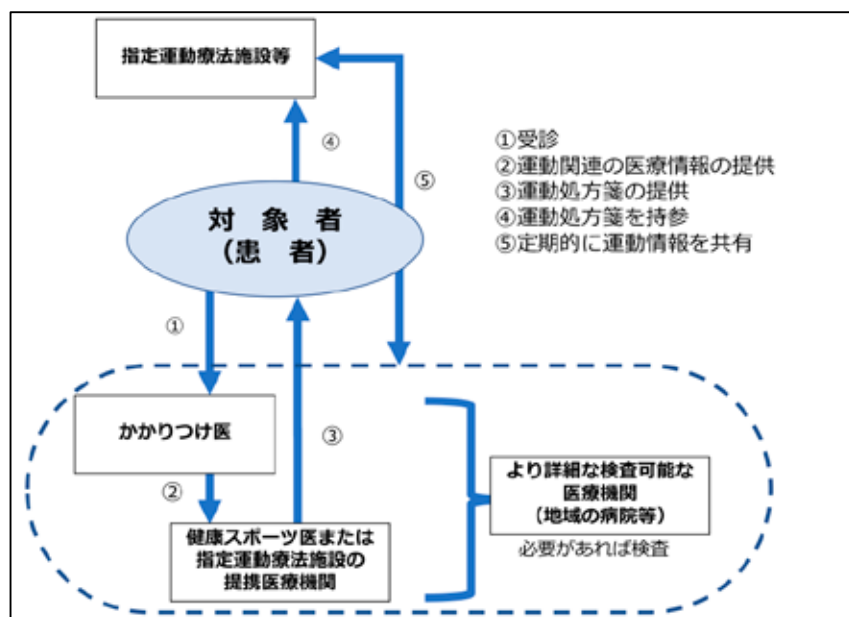 指定運動療法施設等
④
⑤
①受診
②運動関連の医療情報の提供
③運動処方箋の提供
④運動処方箋を持参
⑤定期的に運動情報を共有
対 象 者
（患 者）
①
かかりつけ医
③
②
健康スポーツ医または
指定運動療法施設の
提携医療機関
より詳細な検査可能な
医療機関
（地域の病院等）
必要があれば検査